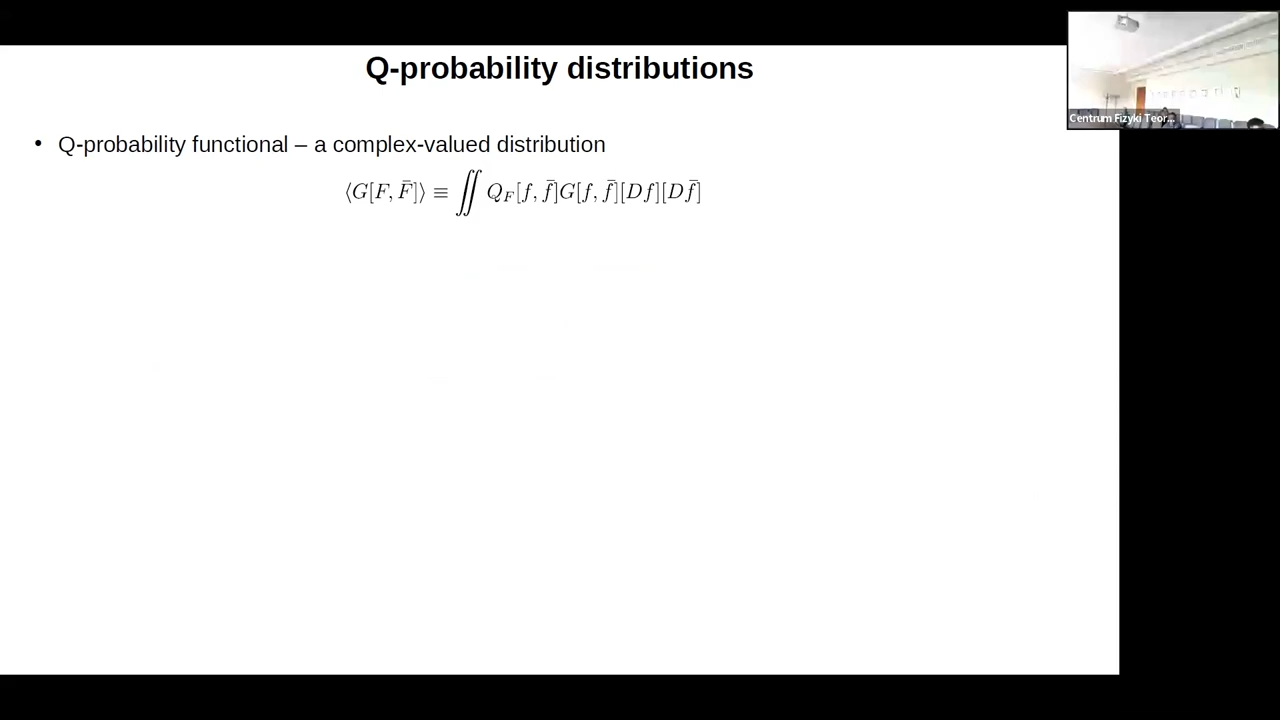 Q-probability distributions
• Q-probability functional – a complex-valued distribution
⟨G[F, F̄]⟩ ≡ ∬ Q_F[f, f̄]G[f, f̄][Df][Df̄]
Centrum Fizyki Teor...